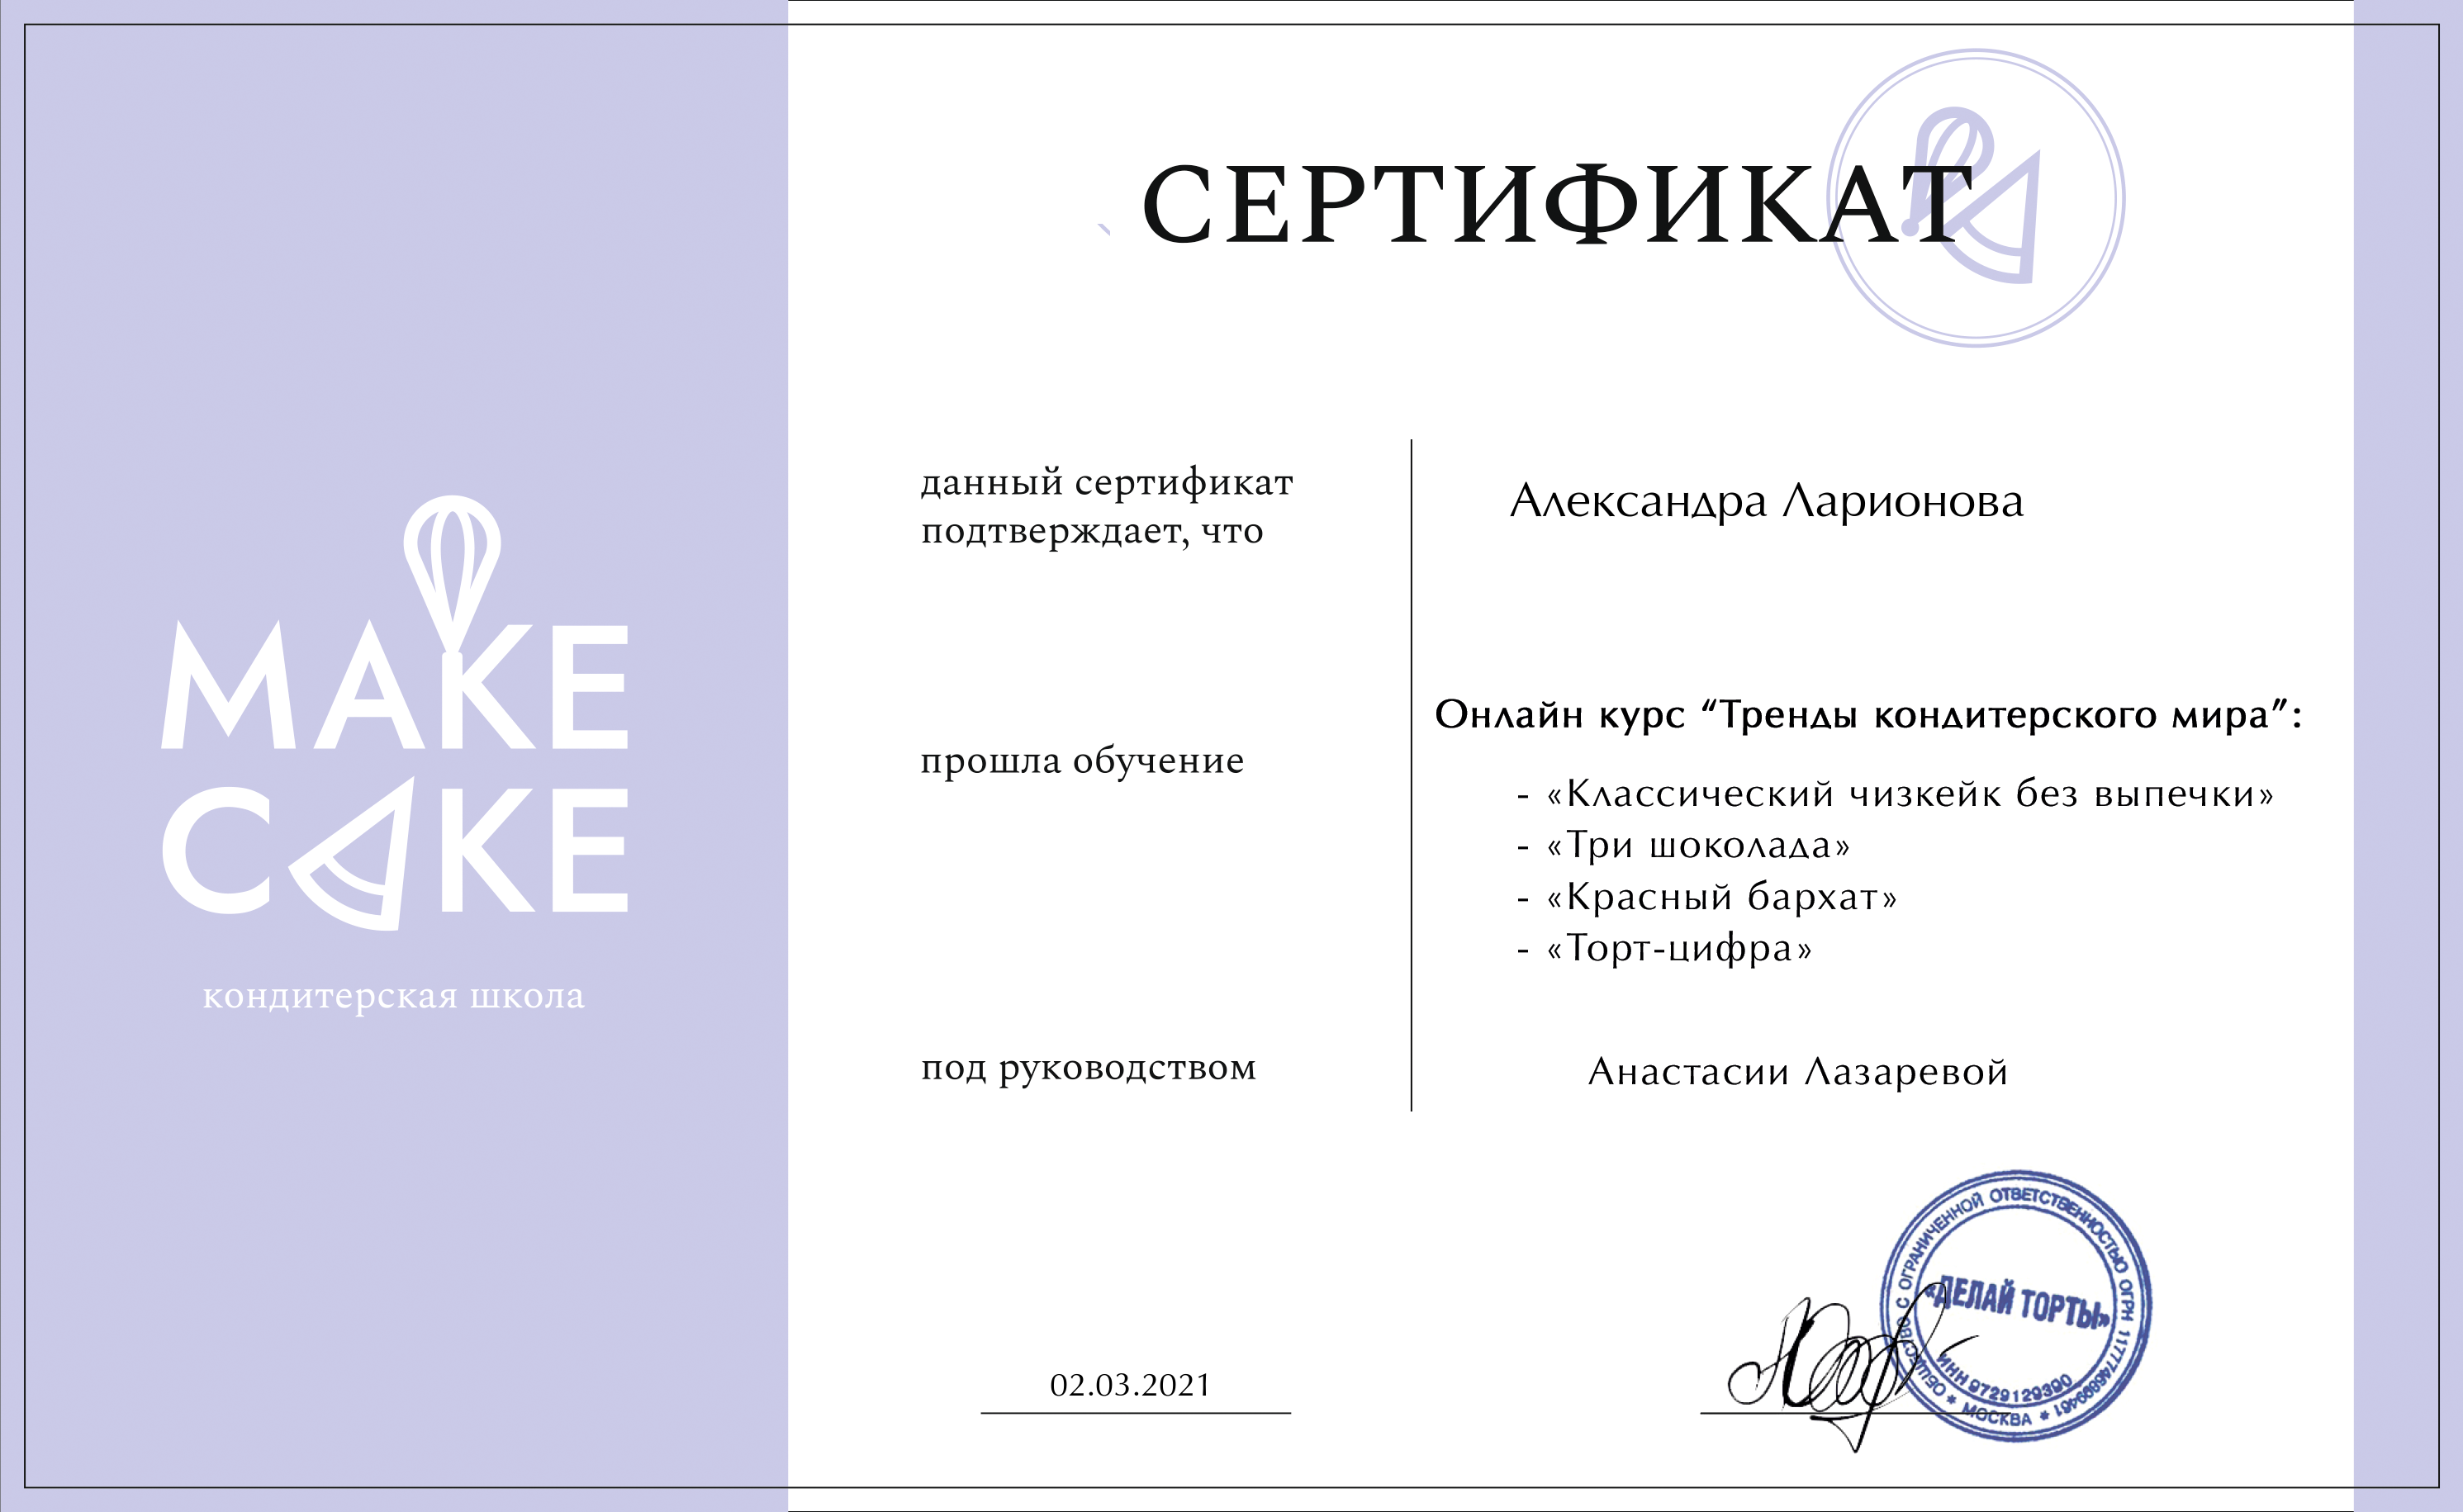 MAKE
CAKE
кондитерская школа
СЕРТИФИКАТ
данный сертификат
подтверждает, что
Александра Ларионова
прошла обучение
Онлайн курс “Тренды кондитерского мира”:
- «Классический чизкейк без выпечки»
- «Три шоколада»
- «Красный бархат»
- «Торт-цифра»
под руководством
Анастасии Лазаревой
02.03.2021
ОБЩЕСТВО С ОГРАНИЧЕННОЙ ОТВЕТСТВЕННОСТЬЮ ОГРН 1177746899461
«ДЕЛАЙ ТОРТЫ»
ИНН 9729129390
* МОСКВА *